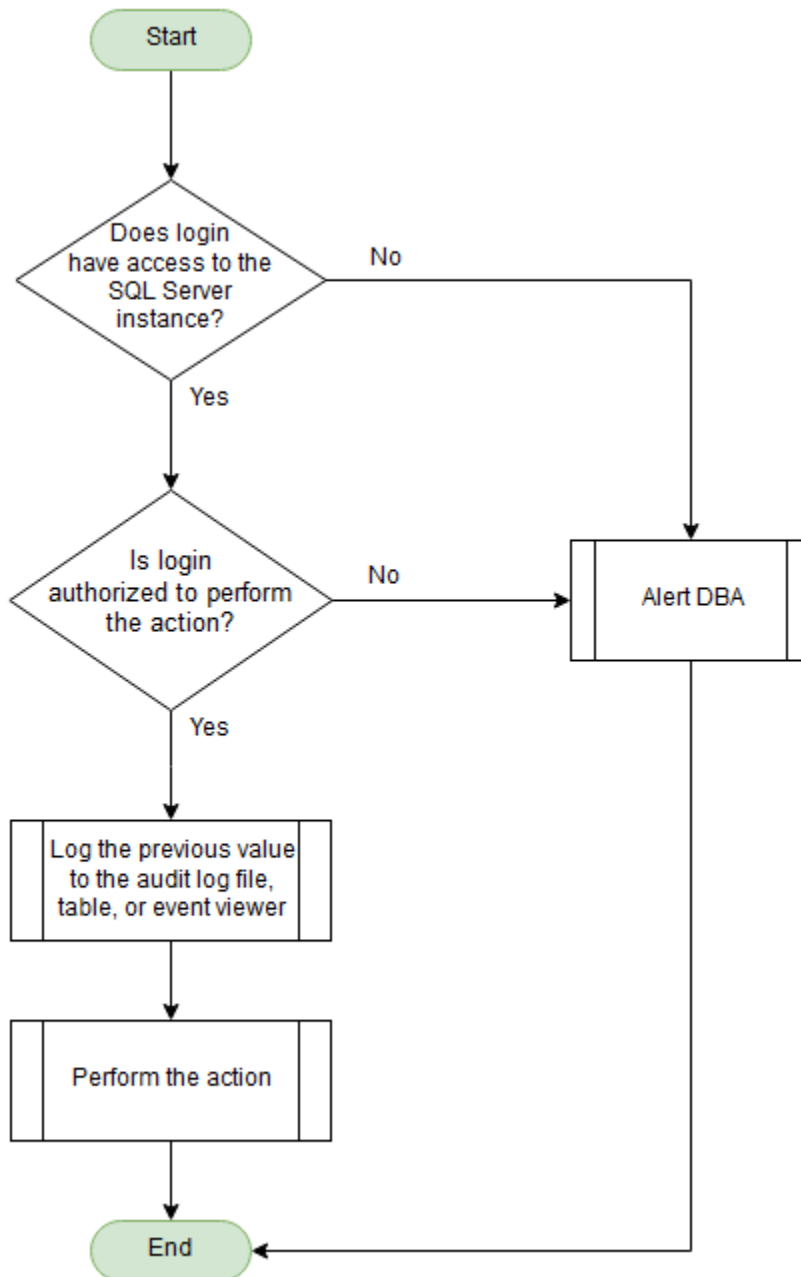 Start
Does login
have access to the
SQL Server
instance?
No
Yes
Is login
authorized to perform
the action?
No
Alert DBA
Yes
Log the previous value
to the audit log file,
table, or event viewer
Perform the action
End